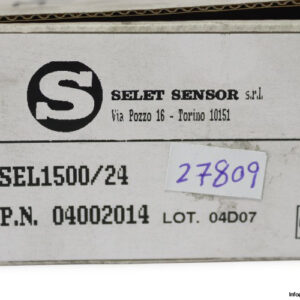 S
SELET SENSOR s.r.l.
Via Pozzo 16 - Torino 10151
SEL1500/24
27809
P.N. 04002014 LOT. 04D07